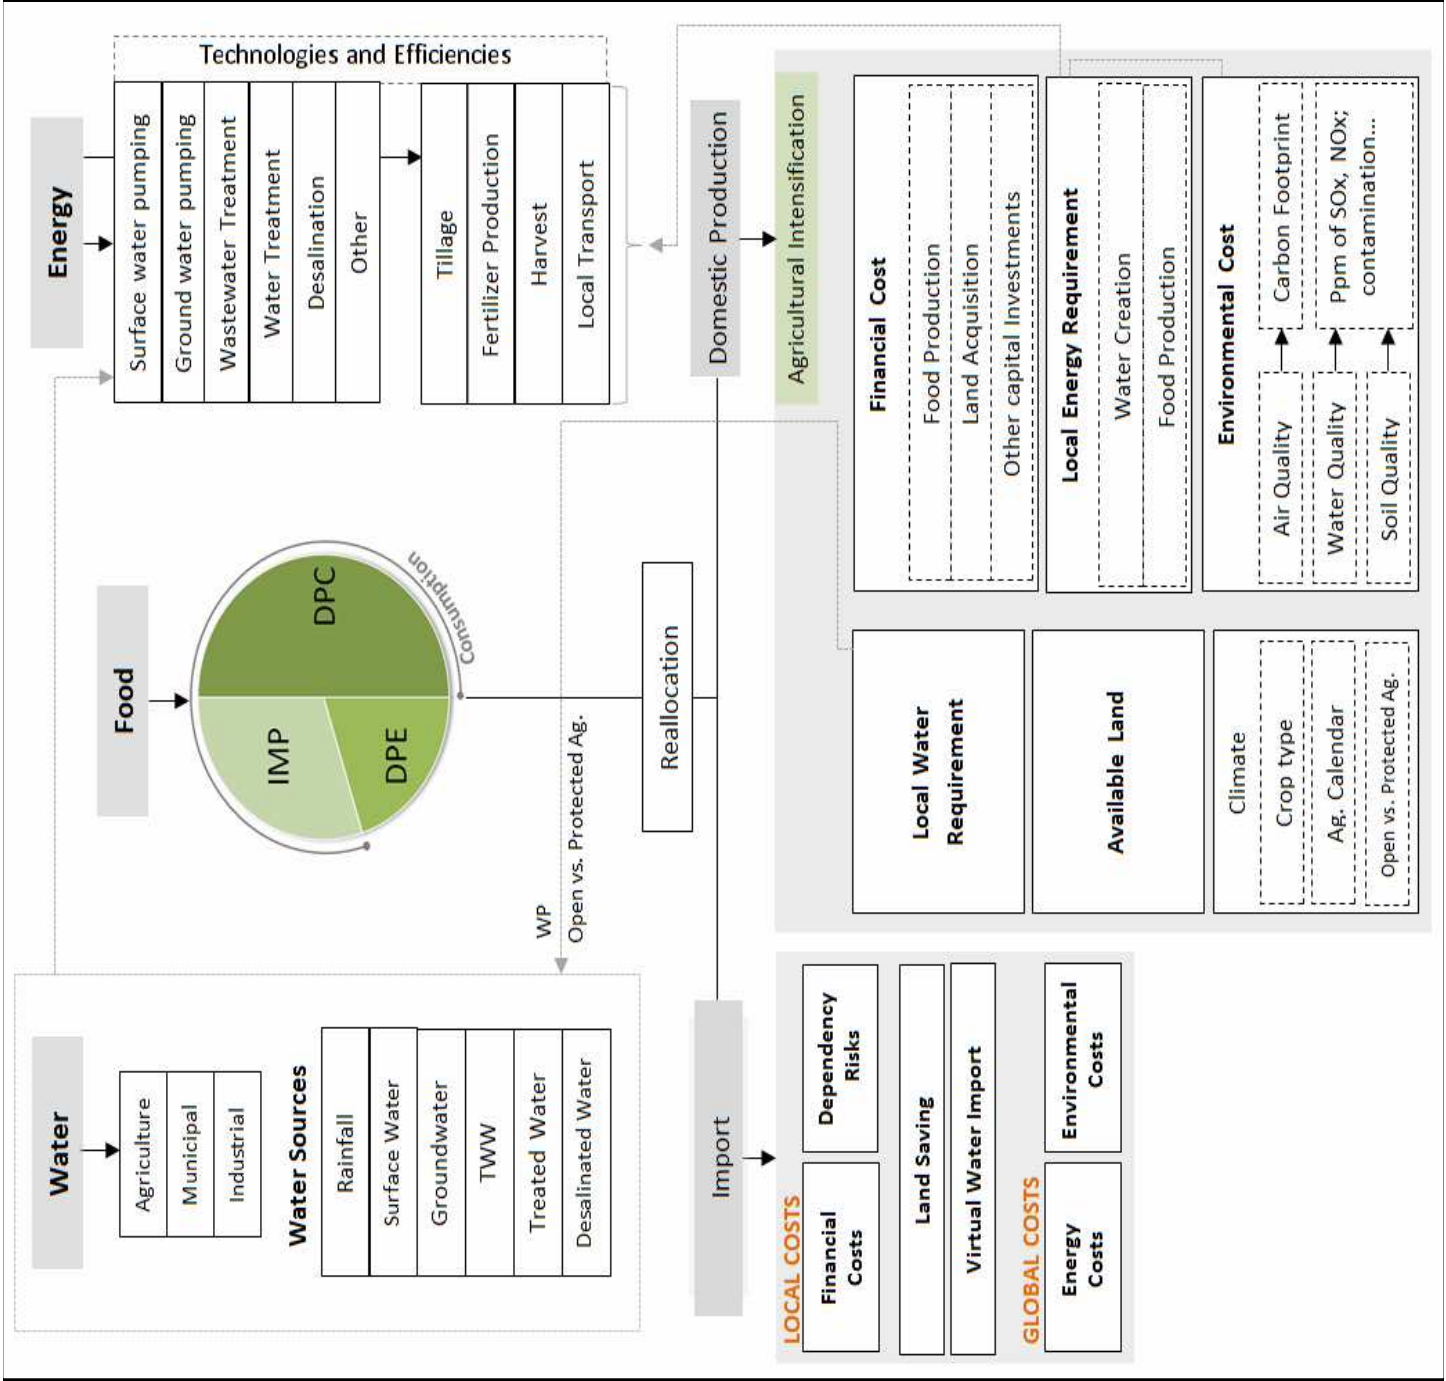 Water
Agriculture
Municipal
Industrial
Water Sources
Rainfall
Surface Water
Groundwater
TWW
Treated Water
Desalinated Water
Food
IMP
DPC
DPE
Consumption
WP
Open vs. Protected Ag.
Energy
Technologies and Efficiencies
Surface water pumping
Ground water pumping
Wastewater Treatment
Water Treatment
Desalination
Other
Tillage
Fertilizer Production
Harvest
Local Transport
Reallocation
Import
Domestic Production
LOCAL COSTS
Financial
Costs
Dependency
Risks
Land Saving
Virtual Water Import
GLOBAL COSTS
Energy
Costs
Environmental
Costs
Agricultural Intensification
Local Water
Requirement
Available Land
Climate
Crop type
Ag. Calendar
Open vs. Protected Ag.
Financial Cost
Food Production
Land Acquisition
Other capital Investments
Local Energy Requirement
Water Creation
Food Production
Environmental Cost
Air Quality
Carbon Footprint
Water Quality
Soil Quality
Ppm of SOx, NOx;
contamination...